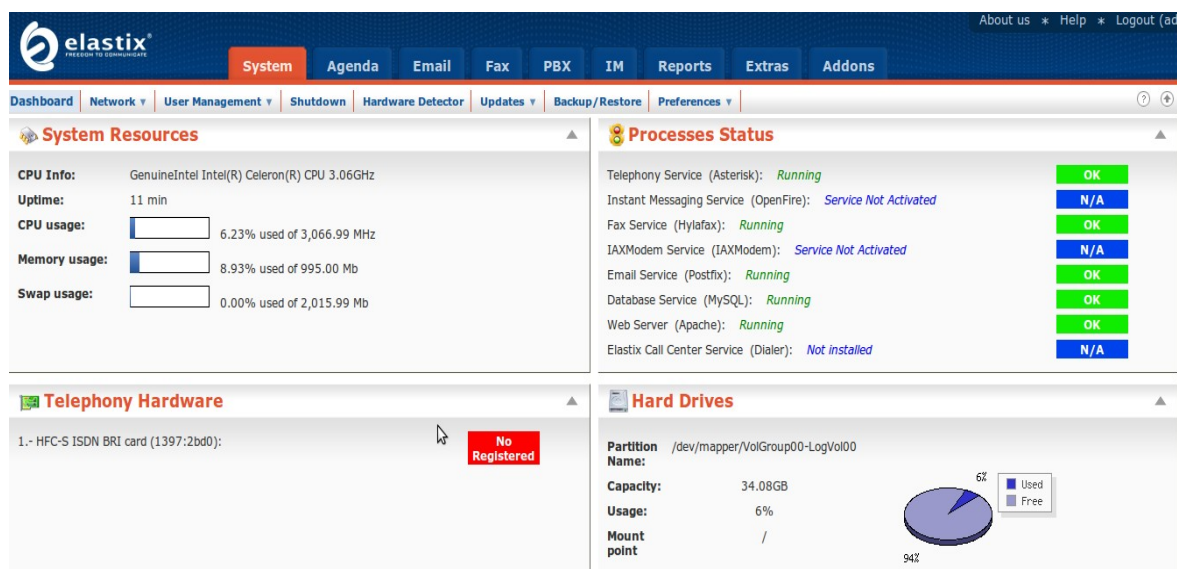 About us * Help * Logout (ad
elastix®
FREEDOM TO COMMUNICATE
System Agenda Email Fax PBX IM Reports Extras Addons
Dashboard Network ▼ User Management ▼ Shutdown Hardware Detector Updates ▼ Backup/Restore Preferences ▼
System Resources
CPU Info: GenuineIntel Intel(R) Celeron(R) CPU 3.06GHz
Uptime: 11 min
CPU usage: 6.23% used of 3,066.99 MHz
Memory usage: 8.93% used of 995.00 Mb
Swap usage: 0.00% used of 2,015.99 Mb
Processes Status
Telephony Service (Asterisk): Running OK
Instant Messaging Service (OpenFire): Service Not Activated N/A
Fax Service (Hylafax): Running OK
IAXModem Service (IAXModem): Service Not Activated N/A
Email Service (Postfix): Running OK
Database Service (MySQL): Running OK
Web Server (Apache): Running OK
Elastix Call Center Service (Dialer): Not installed N/A
Telephony Hardware
1.- HFC-S ISDN BRI card (1397:2bd0):
No
Registered
Hard Drives
Partition /dev/mapper/VolGroup00-LogVol00
Name:
Capacity: 34.08GB
Usage: 6%
Mount /
point
6%
Used
Free
94%